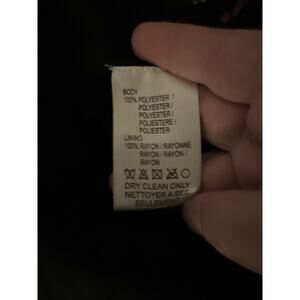 BODY
100% POLYESTER /
POLYESTER /
POLYESTER /
POLIESTERE /
POLIESTER
LINING
100% RAYON / RAYONNE
RAYON / RAYON /
RAYON
DRY CLEAN ONLY
NETTOYER A SEC
SEULEMENT